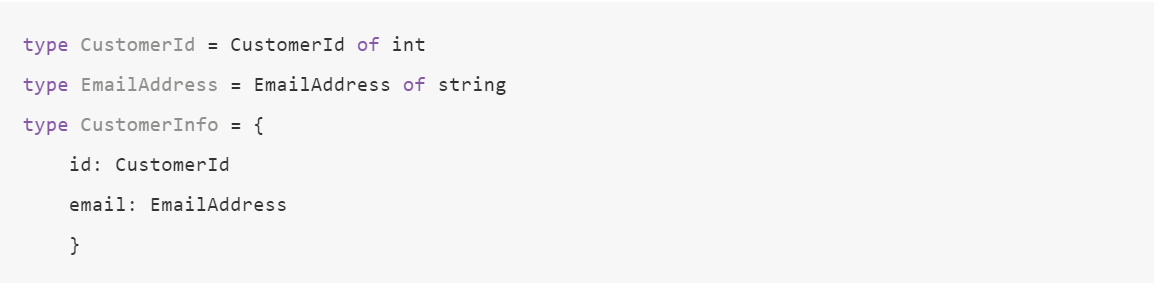 type CustomerId = CustomerId of int
type EmailAddress = EmailAddress of string
type CustomerInfo = {
    id: CustomerId
    email: EmailAddress
    }